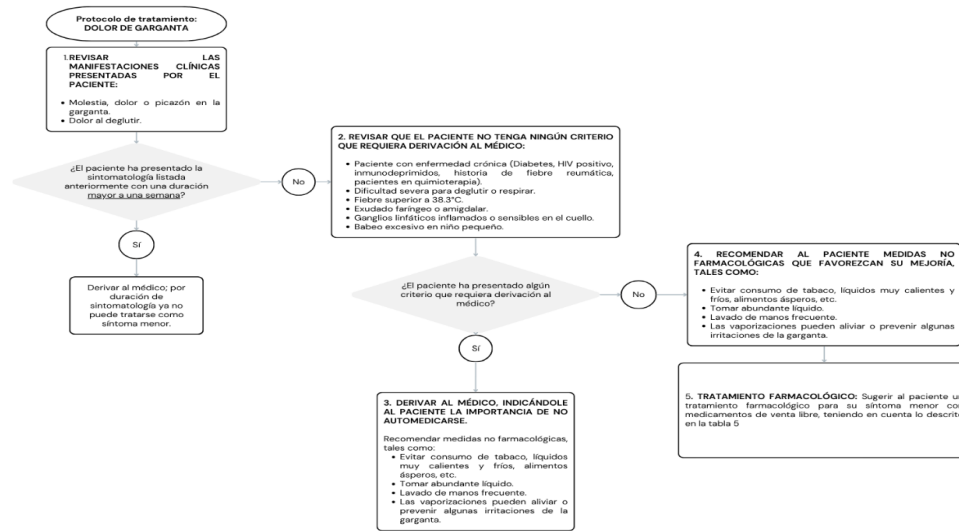 Protocolo de tratamiento:
DOLOR DE GARGANTA
1.REVISAR LAS
MANIFESTACIONES CLÍNICAS
PRESENTADAS POR EL
PACIENTE:
• Molestia, dolor o picazón en la
garganta.
• Dolor al deglutir.
¿El paciente ha presentado la
sinitomatología listada
anteriormente con una duración
mayor a una semana?
No
Sí
Derivar al médico; por
duración de
sintomatología ya no
puede tratarse como
síntoma menor.
2. REVISAR QUE EL PACIENTE NO TENGA NINGÚN CRITERIO
QUE REQUIERA DERIVACIÓN AL MÉDICO:
• Paciente con enfermedad crónica (Diabetes, HIV positivo,
inmunodeprimidos, historia de fiebre reumática,
pacientes en quimioterapia).
• Dificultad severa para deglutir o respirar.
• Fiebre superior a 38.3°C.
• Exudado faríngeo o amigdalar.
• Ganglios linfáticos inflamados o sensibles en el cuello.
• Babeo excesivo en niño pequeño.
¿El paciente ha presentado algún
criterio que requiera derivación al
médico?
No
Sí
3. DERIVAR AL MÉDICO, INDICÁNDOLE
AL PACIENTE LA IMPORTANCIA DE NO
AUTOMEDICARSE.
Recomendar medidas no farmacológicas,
tales como:
• Evitar consumo de tabaco, líquidos
muy calientes y fríos, alimentos
ásperos, etc.
• Tomar abundante líquido.
• Lavado de manos frecuente.
• Las vaporizaciones pueden aliviar o
prevenir algunas irritaciones de la
garganta.
4. RECOMENDAR AL PACIENTE MEDIDAS NO
FARMACOLÓGICAS QUE FAVOREZCAN SU MEJORÍA,
TALES COMO:
• Evitar consumo de tabaco, líquidos muy calientes y
fríos, alimentos ásperos, etc.
• Tomar abundante líquido.
• Lavado de manos frecuente.
• Las vaporizaciones pueden aliviar o prevenir algunas
irritaciones de la garganta.
5. TRATAMIENTO FARMACOLÓGICO: Sugerir al paciente un
tratamiento farmacológico para su síntoma menor con
medicamentos de venta libre, teniendo en cuenta lo descrito
en la tabla 5